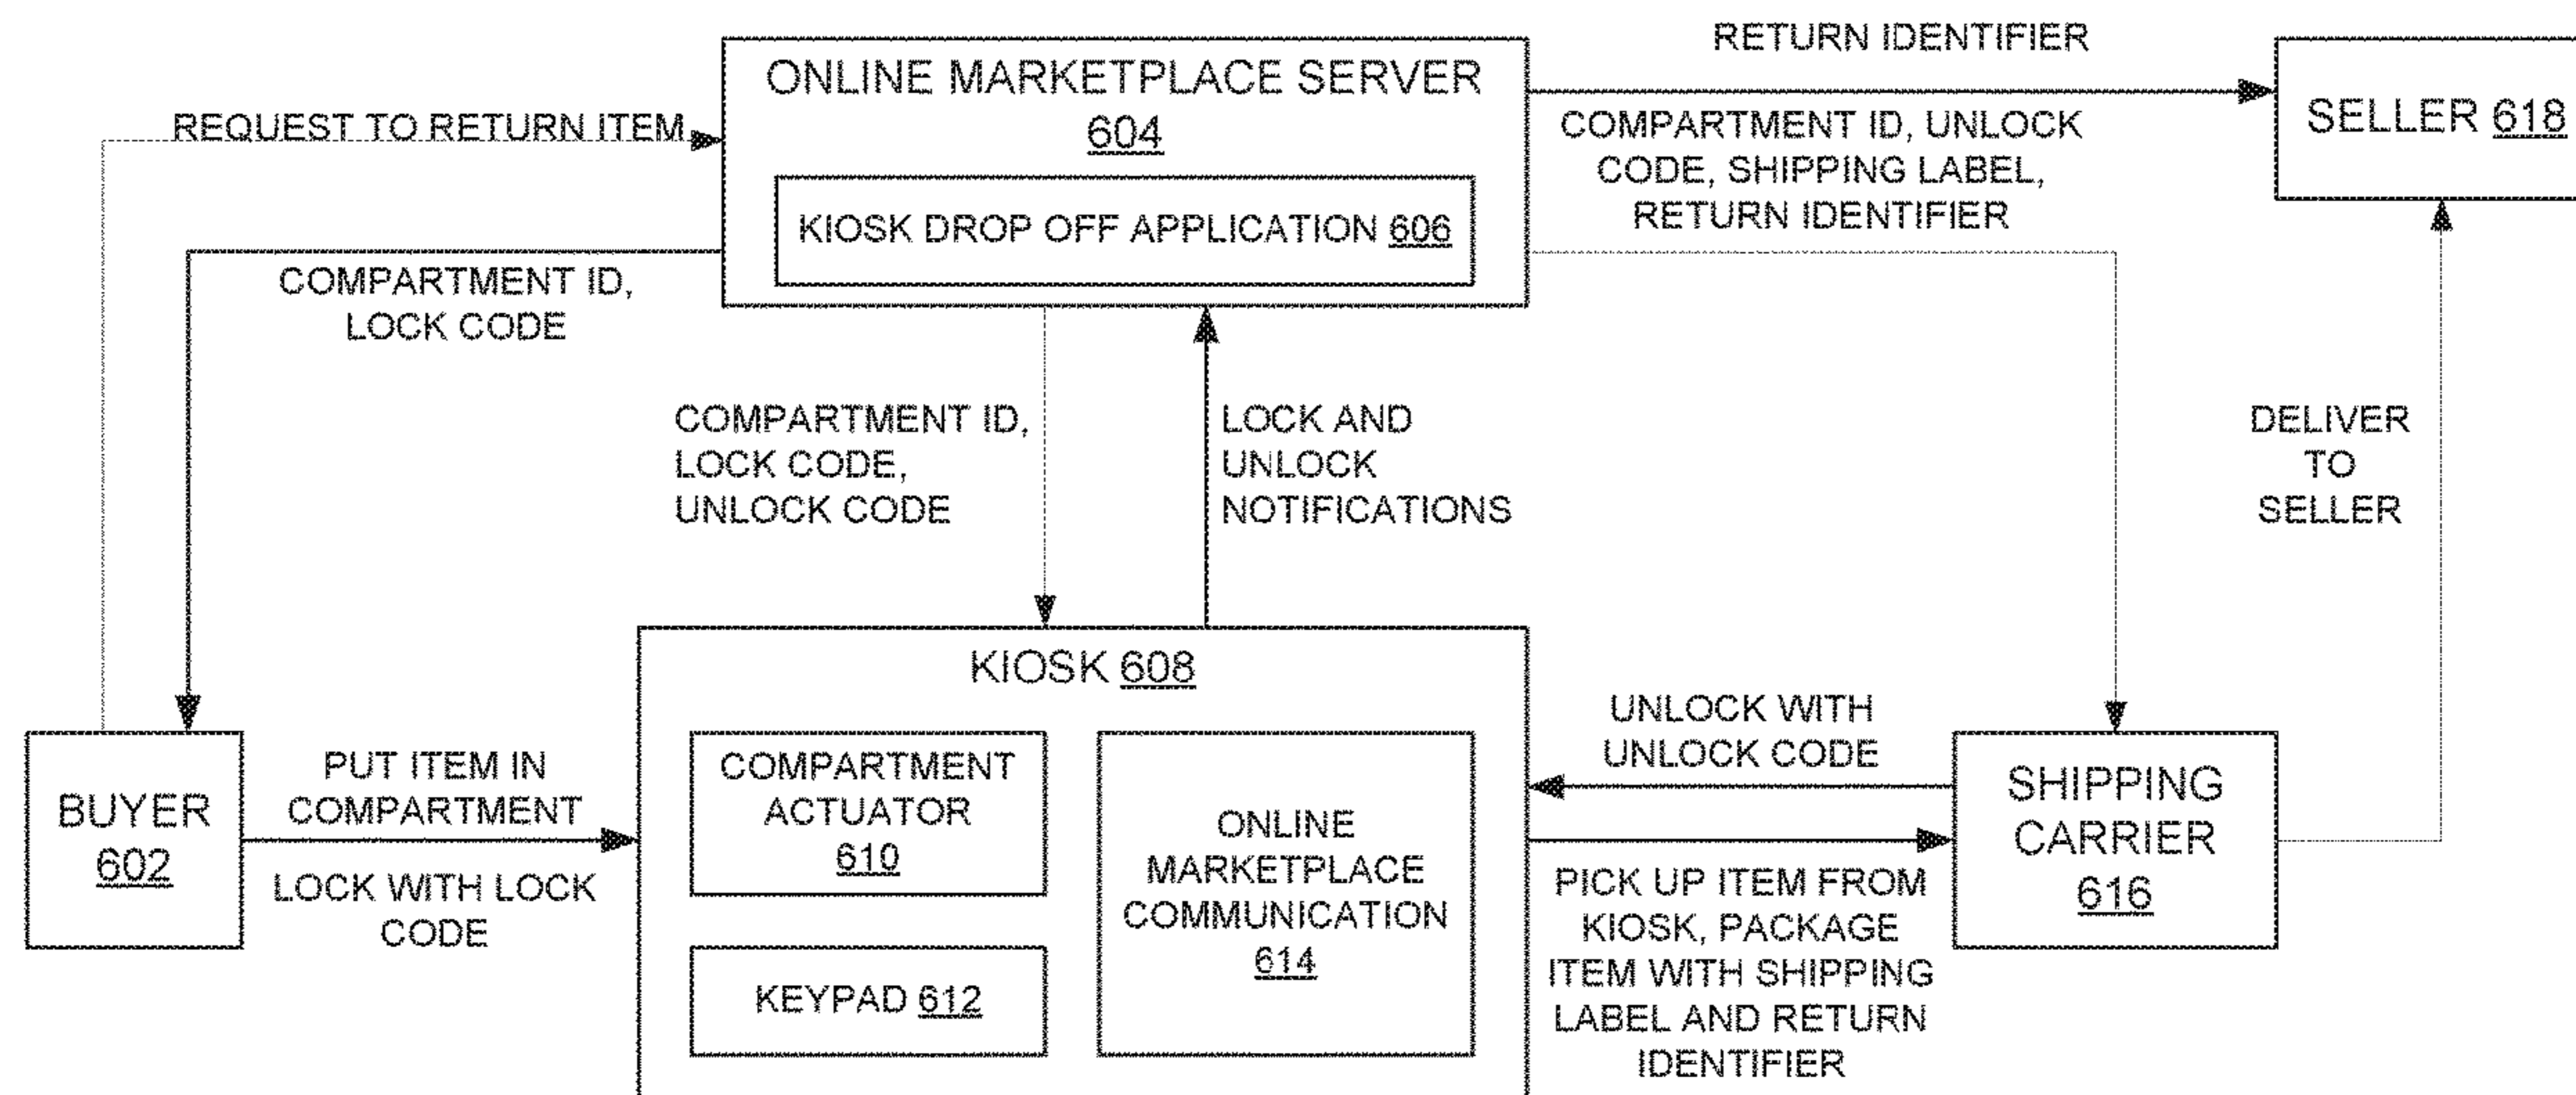 RETURN IDENTIFIER
ONLINE MARKETPLACE SERVER
604
KIOSK DROP OFF APPLICATION 606
REQUEST TO RETURN ITEM
COMPARTMENT ID, UNLOCK
CODE, SHIPPING LABEL,
RETURN IDENTIFIER
SELLER 618
COMPARTMENT ID,
LOCK CODE
COMPARTMENT ID,
LOCK CODE,
UNLOCK CODE
LOCK AND
UNLOCK
NOTIFICATIONS
DELIVER
TO
SELLER
KIOSK 608
BUYER
602
PUT ITEM IN
COMPARTMENT
LOCK WITH LOCK
CODE
COMPARTMENT
ACTUATOR
610
KEYPAD 612
ONLINE
MARKETPLACE
COMMUNICATION
614
UNLOCK WITH
UNLOCK CODE
PICK UP ITEM FROM
KIOSK, PACKAGE
ITEM WITH SHIPPING
LABEL AND RETURN
IDENTIFIER
SHIPPING
CARRIER
616